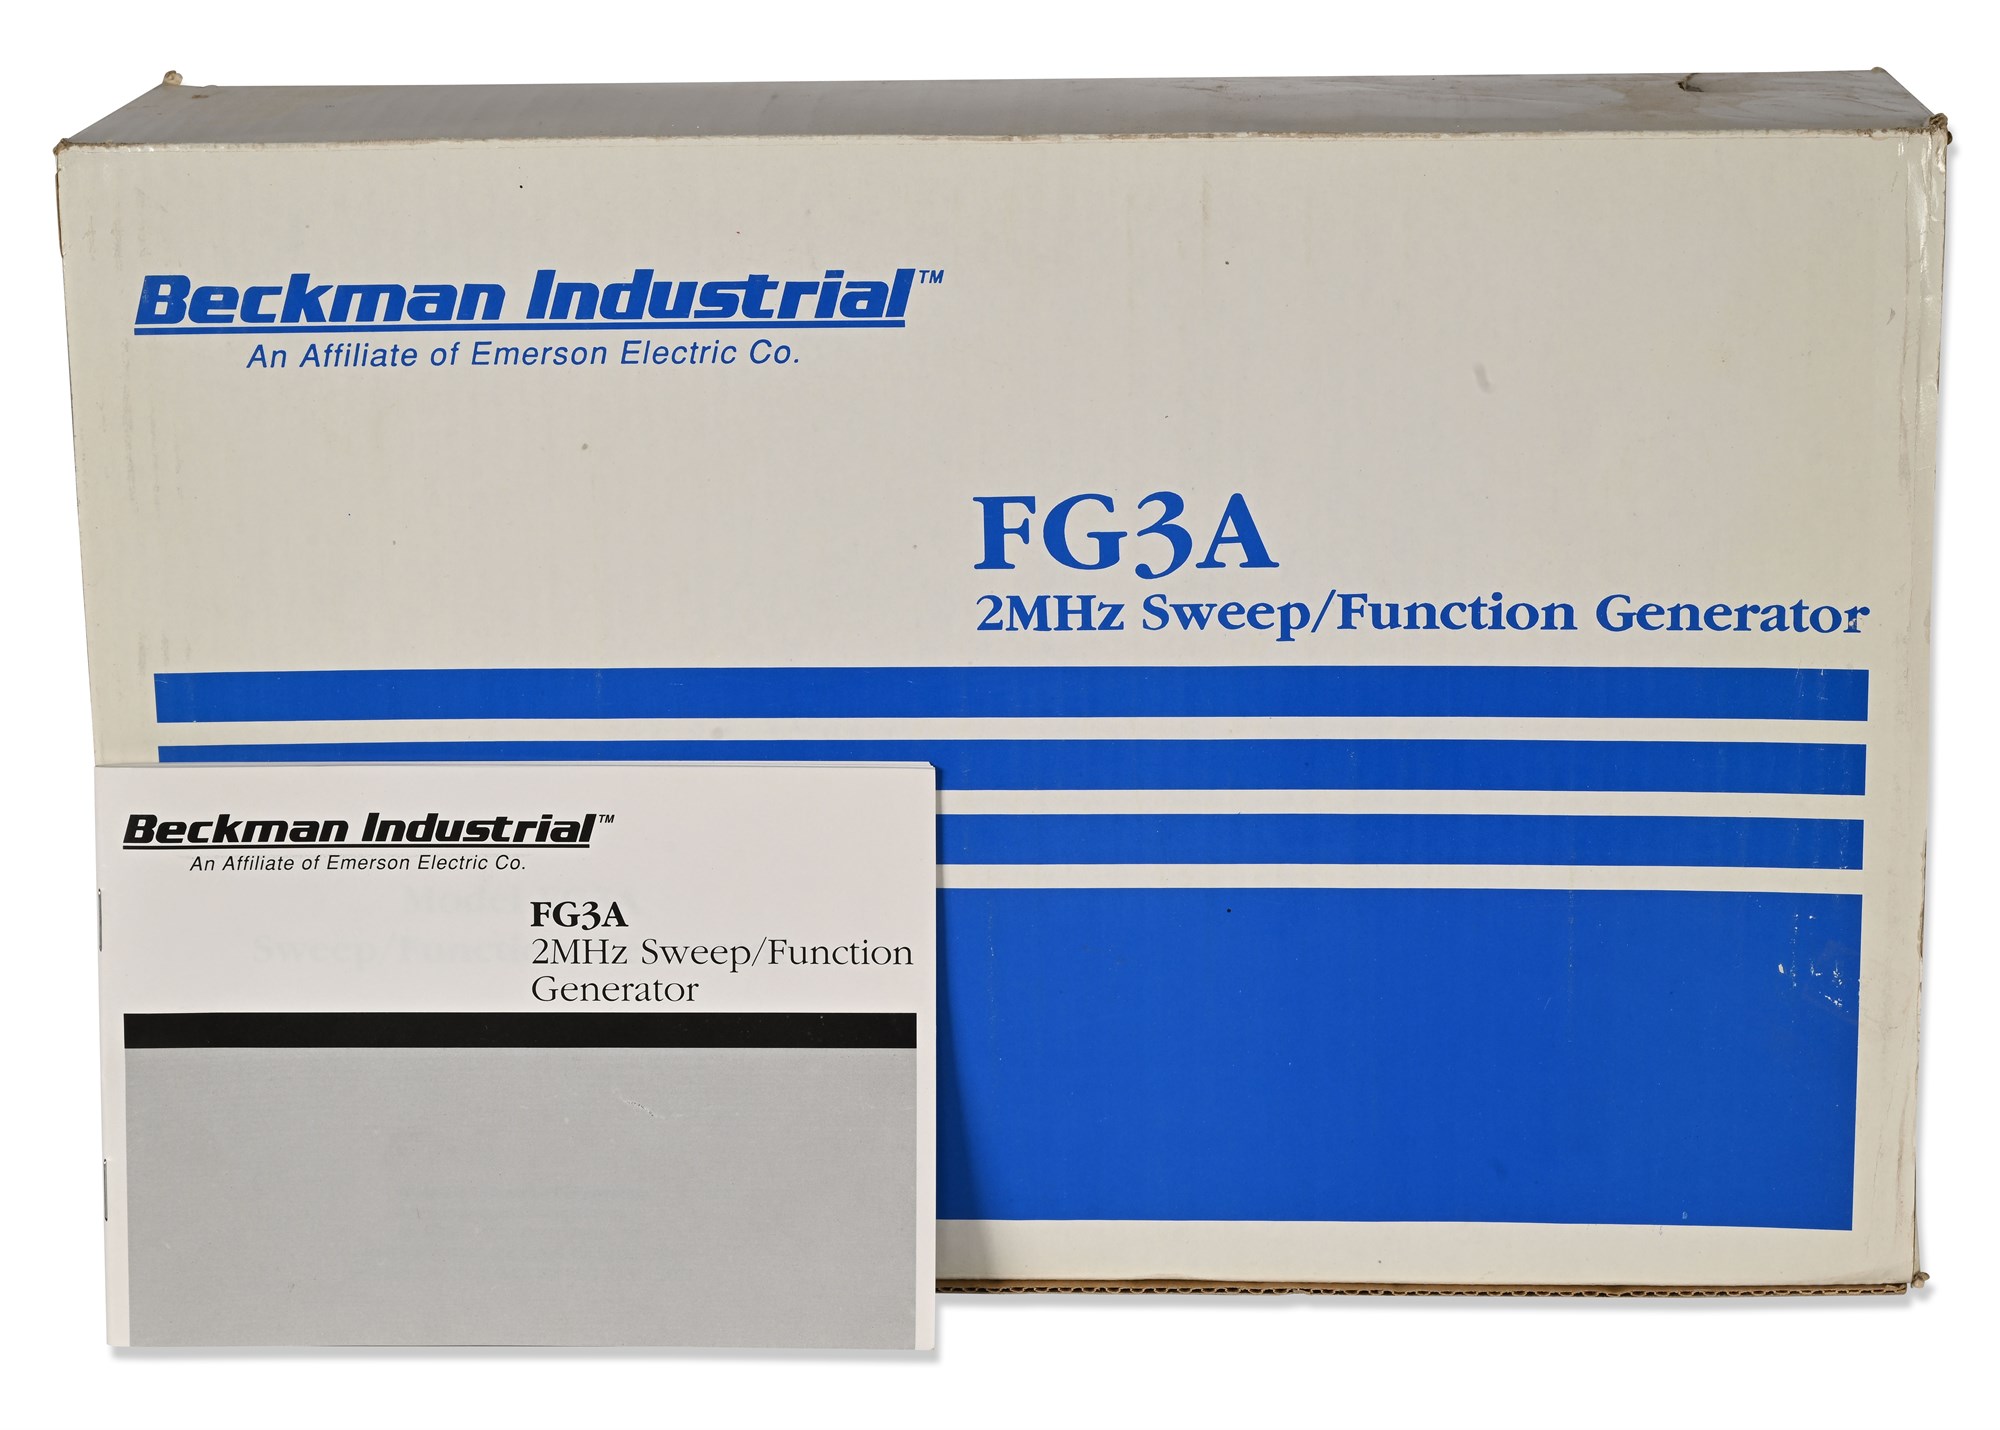 Beckman Industrial™
An Affiliate of Emerson Electric Co.
FG3A
2MHz Sweep/Function Generator
Beckman Industrial™
An Affiliate of Emerson Electric Co.
FG3A
2MHz Sweep/Function
Generator